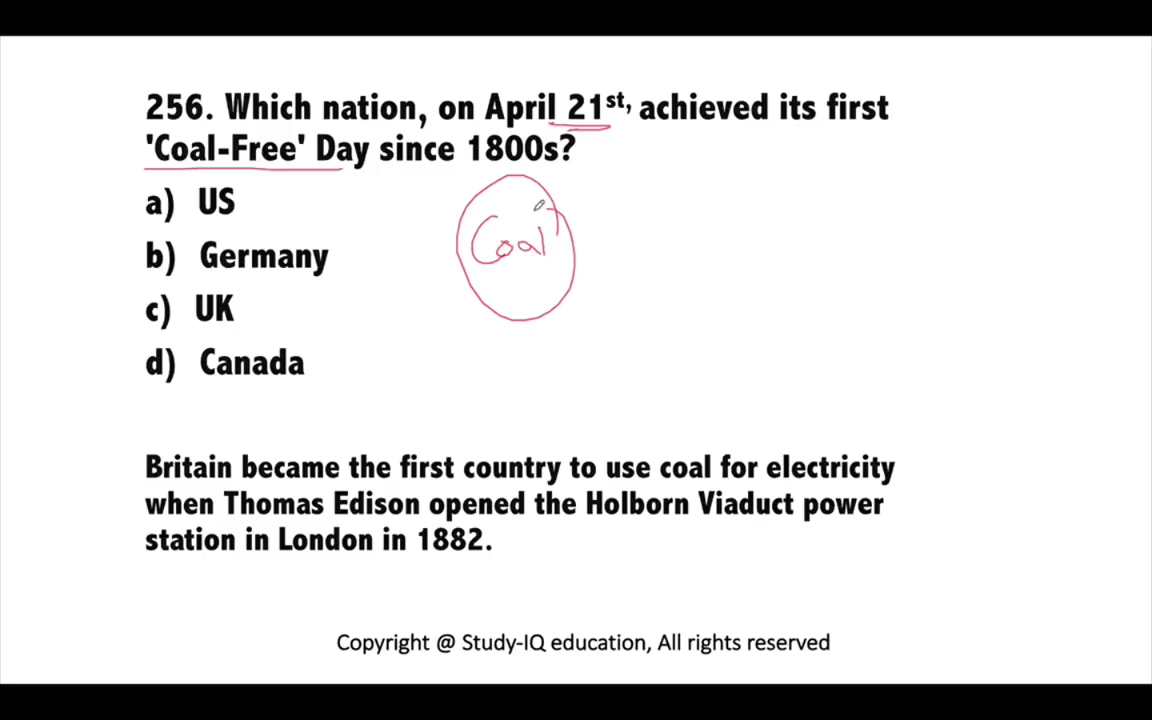 256. Which nation, on April 21st, achieved its first
'Coal-Free' Day since 1800s?
a) US
Coal
b) Germany
c) UK
d) Canada
Britain became the first country to use coal for electricity
when Thomas Edison opened the Holborn Viaduct power
station in London in 1882.
Copyright @ Study-IQ education, All rights reserved